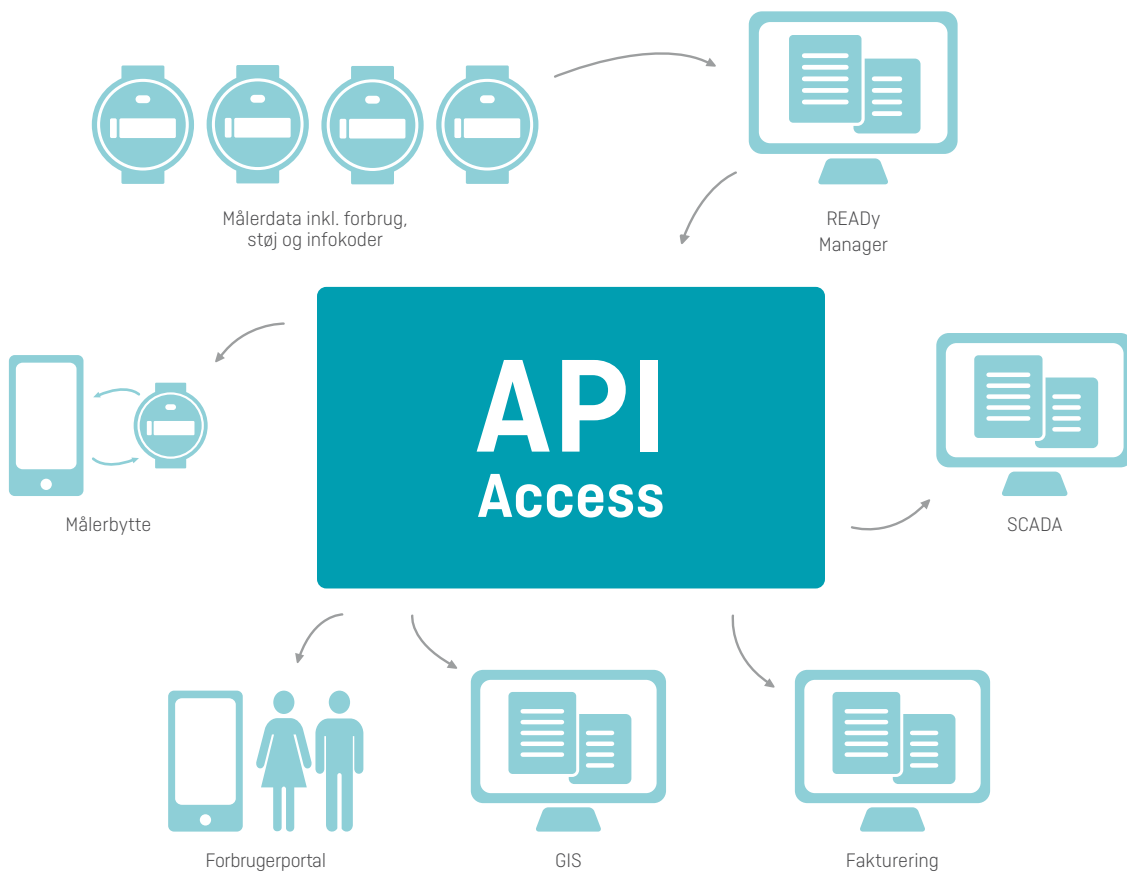 Målerdata inkl. forbrug,
støj og infokoder
READy
Manager
API
Access
Målerbytte
SCADA
Forbrugerportal
GIS
Fakturering